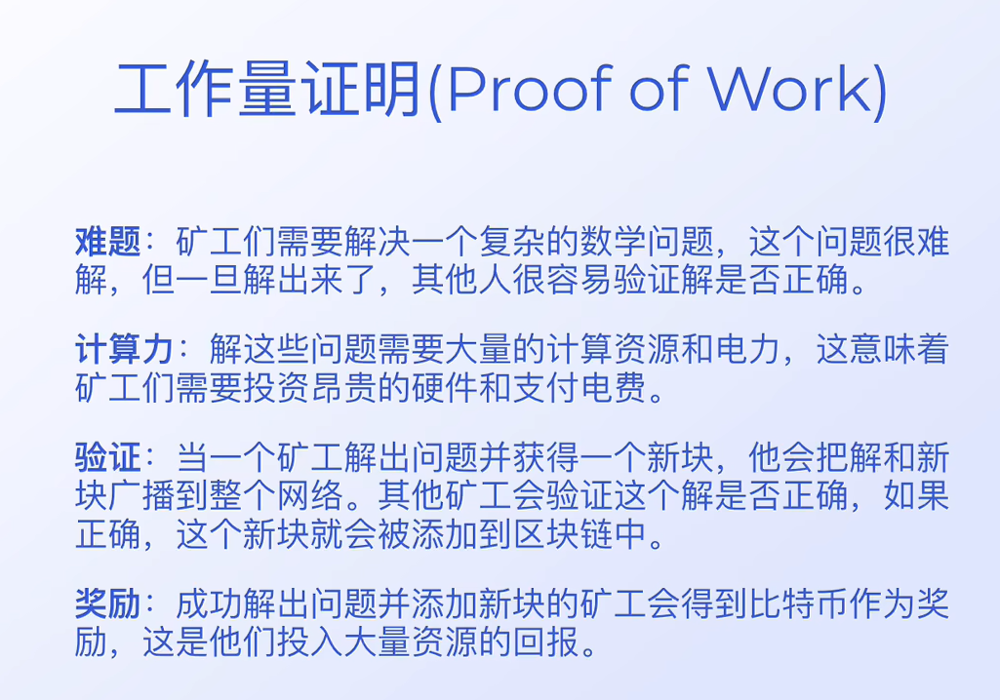 工作量证明(Proof of Work)
难题：矿工们需要解决一个复杂的数学问题，这个问题很难
解，但一旦解出来了，其他人很容易验证解是否正确。
计算力：解这些问题需要大量的计算资源和电力，这意味着
矿工们需要投资昂贵的硬件和支付电费。
验证：当一个矿工解出问题并获得一个新块，他会把解和新
块广播到整个网络。其他矿工会验证这个解是否正确，如果
正确，这个新块就会被添加到区块链中。
奖励：成功解出问题并添加新块的矿工会得到比特币作为奖
励，这是他们投入大量资源的回报。